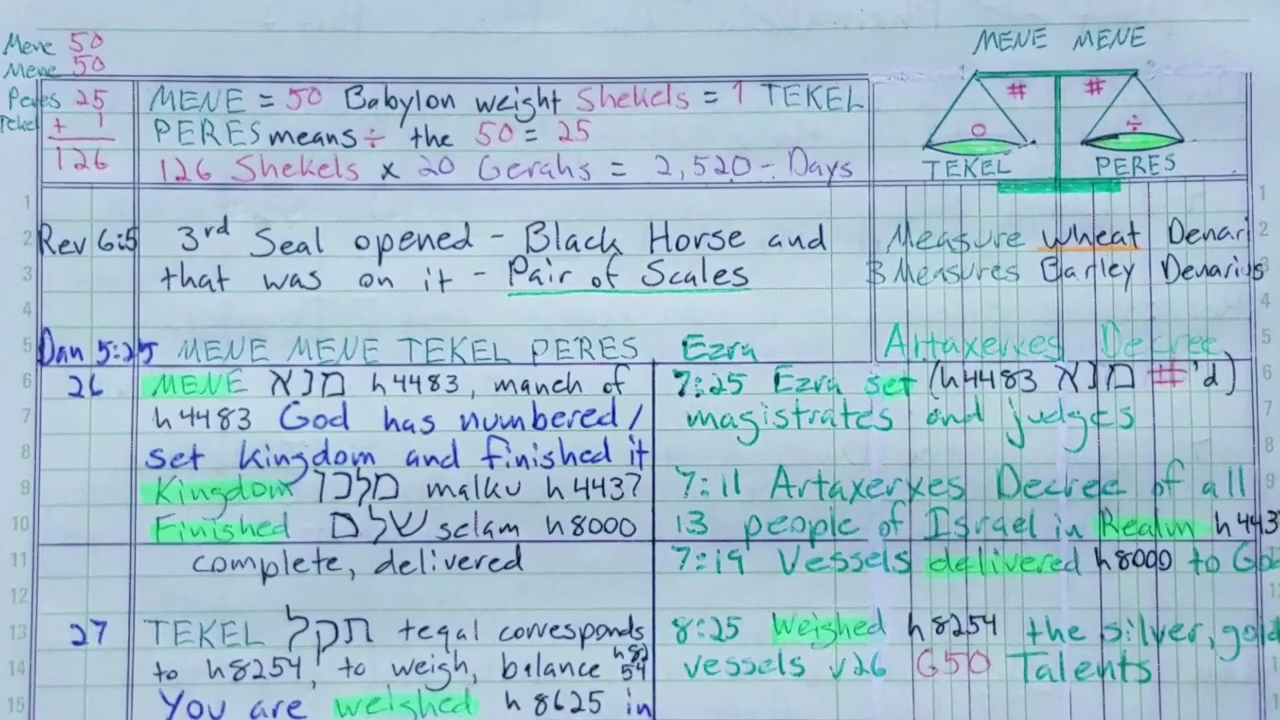 Mene 50
Mene 50
Peres 25
Tekel + 1
126
MENE = 50 Babylon weight Shekels = 1 TEKEL
PERES means ÷ the 50 = 25
126 Shekels x 20 Gerahs = 2,520 - Days
MENE MENE
# #
÷
TEKEL PERES
Rev 6:5 3rd Seal opened - Black Horse and
that was on it - Pair of Scales
Measure wheat Denari
3 Measures Barley Denarius
Dan 5:25 MENE MENE TEKEL PERES
26 MENE מנא h4483, maneh of
h4483 God has numbered/
set kingdom and finished it
Kingdom מלכו malku h4437
Finished שלם selam h8000
complete, delivered
27 TEKEL תקל teqal corresponds
to h8254, to weigh, balance h8254
You are weighed h8625 in
Ezra Artaxerxes Decree
7:25 Ezra set (h4483 מנא #'d)
magistrates and judges
7:11 Artaxerxes Decree of all
13 people of Israel in Realm h443
7:19 Vessels delivered h8000 to
8:25 Weighed h8254 the silver, gold
vessels v26 650 Talents
1
2
3
4
5
6
7
8
9
10
11
12
13
14
15